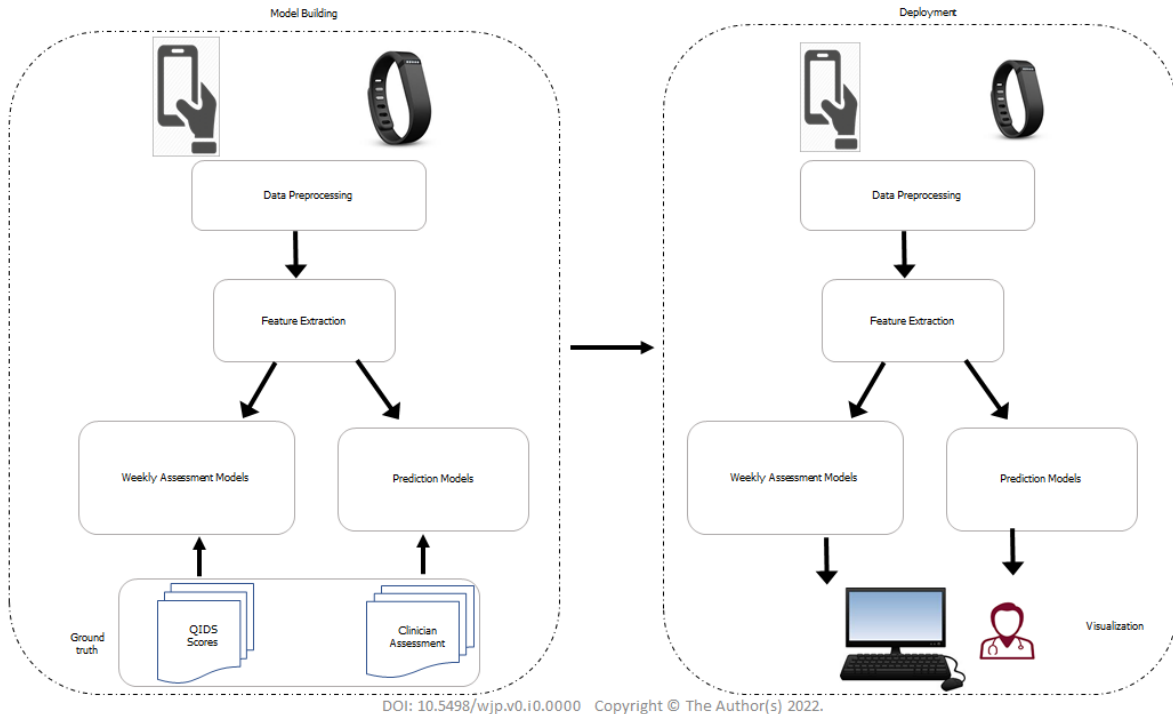 Model Building
Data Preprocessing
Feature Extraction
Weekly Assessment Models
Prediction Models
Ground
truth
QIDS
Scores
Clinician
Assessment
Deployment
Data Preprocessing
Feature Extraction
Weekly Assessment Models
Prediction Models
Visualization
DOI: 10.5498/wjp.v0.i0.0000 Copyright © The Author(s) 2022.